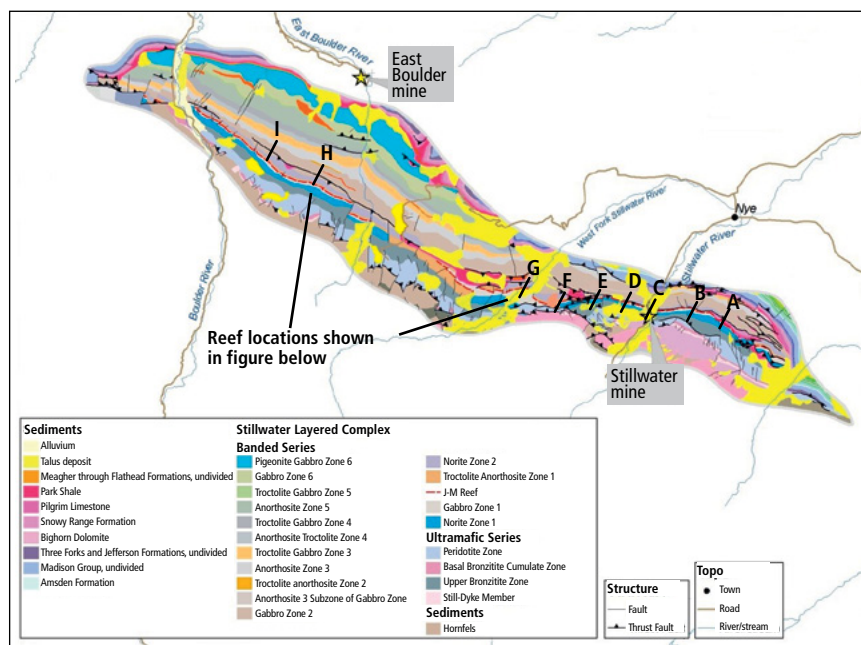 East Boulder River
East
Boulder
mine
I
H
West Fork Stillwater River
Nye
Stillwater River
Boulder River
G
F
E
D
C
B
A
Reef locations shown
in figure below
Stillwater
mine
Sediments
Alluvium
Talus deposit
Meagher through Flathead Formations, undivided
Park Shale
Pilgrim Limestone
Snowy Range Formation
Bighorn Dolomite
Three Forks and Jefferson Formations, undivided
Madison Group, undivided
Amsden Formation
Stillwater Layered Complex
Banded Series
Pigeonite Gabbro Zone 6
Gabbro Zone 6
Troctolite Gabbro Zone 5
Anorthosite Zone 5
Troctolite Gabbro Zone 4
Anorthosite Troctolite Zone 4
Troctolite Gabbro Zone 3
Anorthosite Zone 3
Troctolite anorthosite Zone 2
Anorthosite 3 Subzone of Gabbro Zone
Gabbro Zone 2
Norite Zone 2
Troctolite Anorthosite Zone 1
J-M Reef
Gabbro Zone 1
Norite Zone 1
Ultramafic Series
Peridotite Zone
Basal Bronzitite Cumulate Zone
Upper Bronzitite Zone
Still-Dyke Member
Sediments
Hornfels
Structure
Fault
Thrust Fault
Topo
Town
Road
River/stream